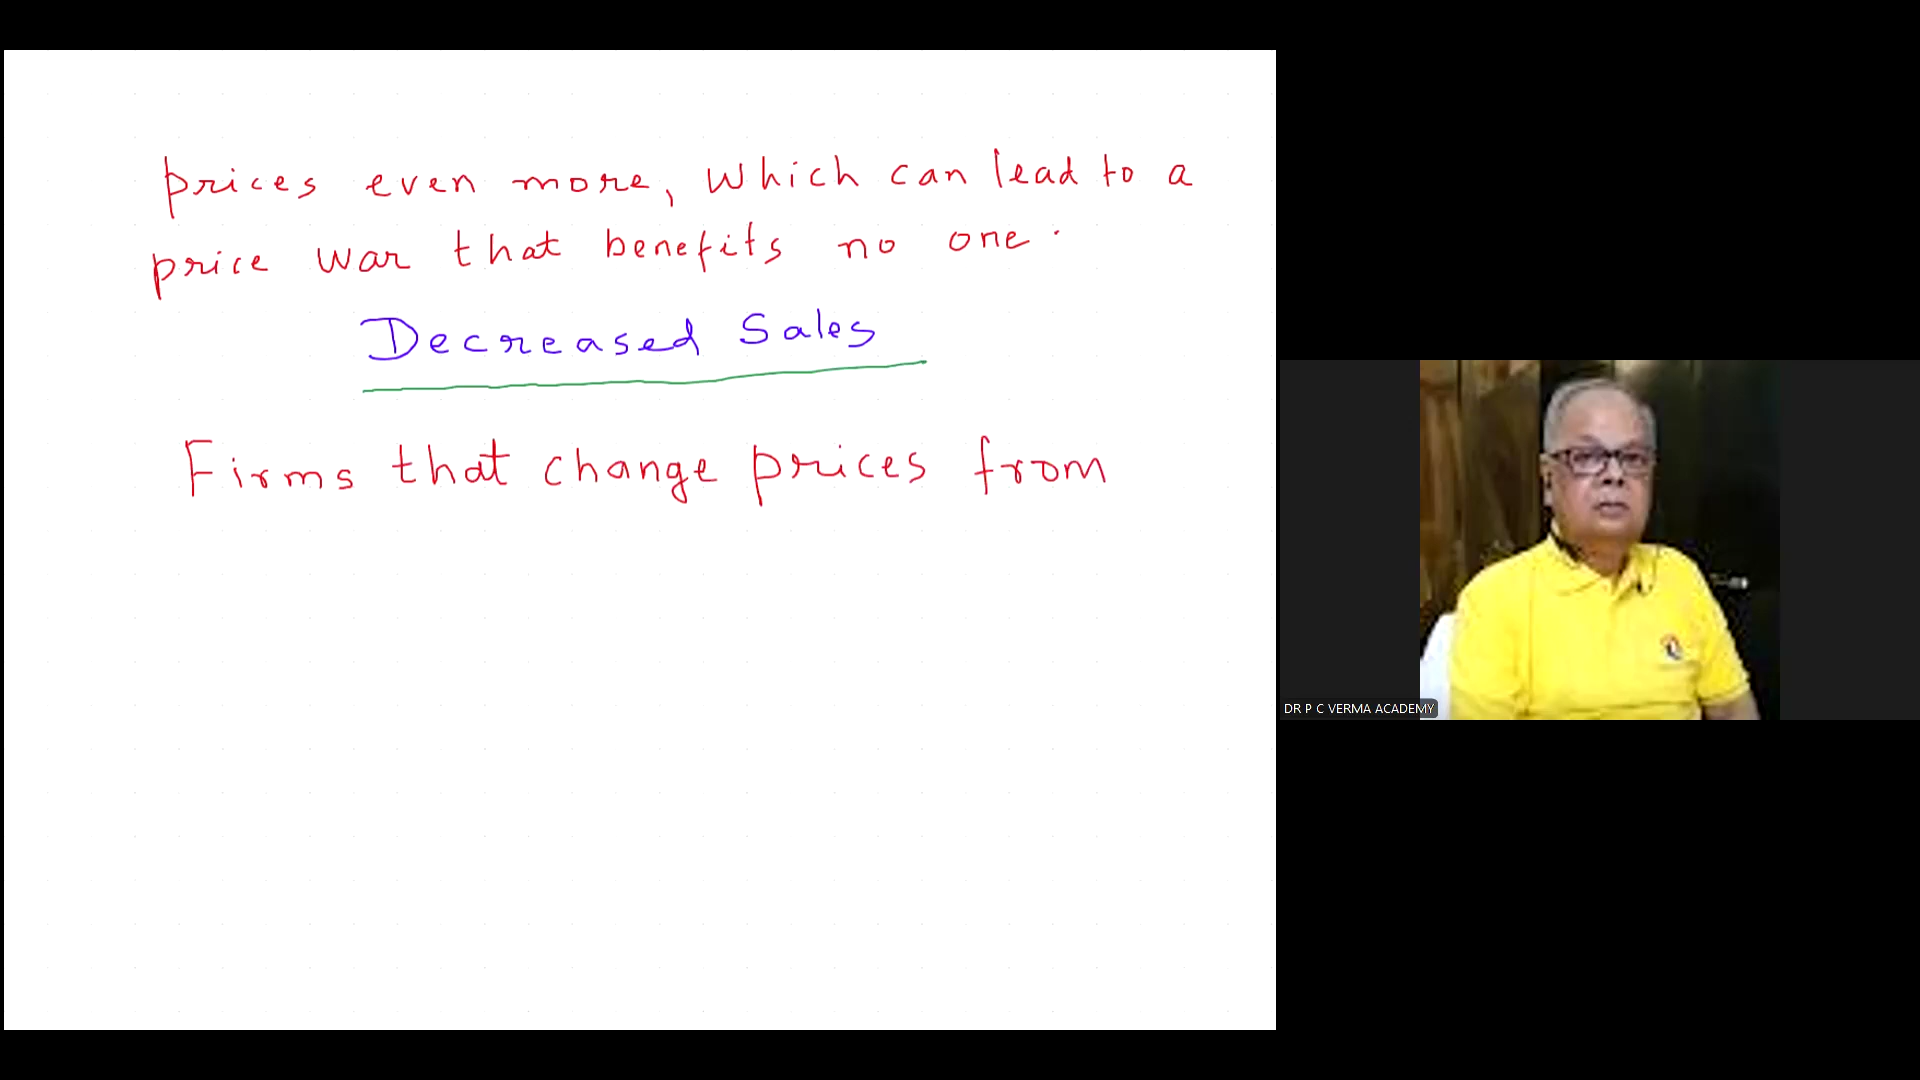 prices even more, which can lead to a
price war that benefits no one.
Decreased Sales
Firms that change prices from
DR P C VERMA ACADEMY